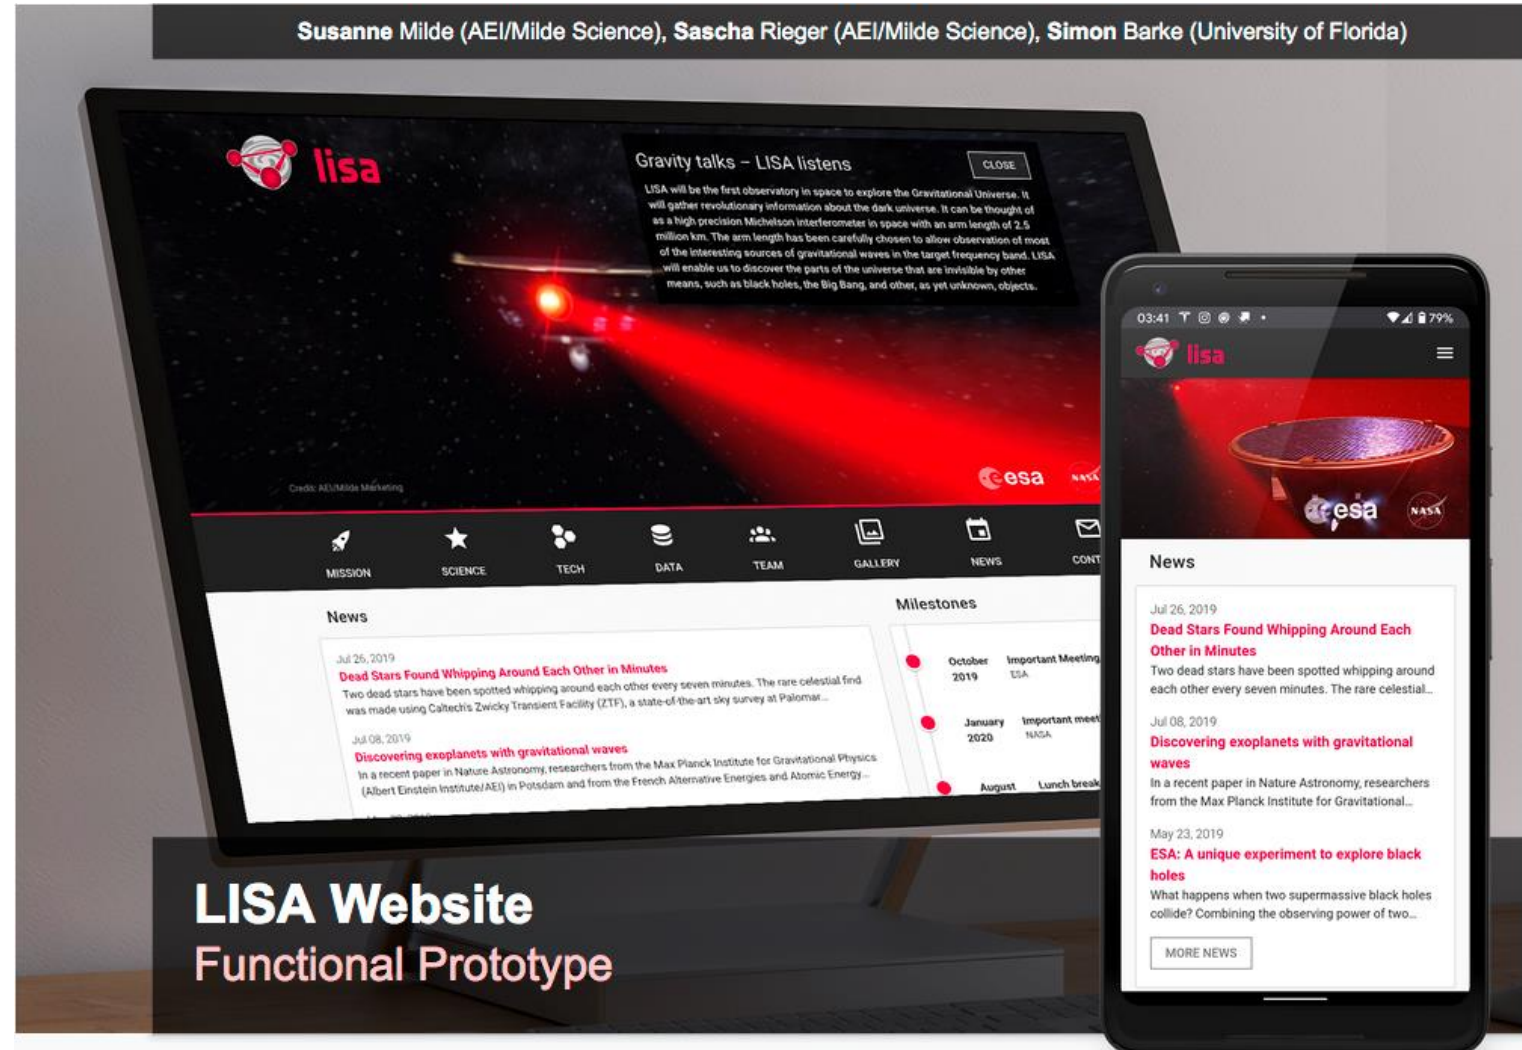 Susanne Milde (AEI/Milde Science), Sascha Rieger (AEI/Milde Science), Simon Barke (University of Florida)
lisa
Gravity talks – LISA listens
CLOSE
LISA will be the first observatory in space to explore the Gravitational Universe. It
will gather revolutionary information about the dark universe. It can be thought of
as a high precision Michelson interferometer in space with an arm length of 2.5
million km. The arm length has been carefully chosen to allow observation of most
of the interesting sources of gravitational waves in the target frequency band. LISA
will enable us to discover the parts of the universe that are invisible by other
means, such as black holes, the Big Bang, and other, as yet unknown, objects.
Credit: AEI/Milde Marketing
esa
NASA
MISSION
SCIENCE
TECH
DATA
TEAM
GALLERY
NEWS
CONT
News
Jul 26, 2019
Dead Stars Found Whipping Around Each Other in Minutes
Two dead stars have been spotted whipping around each other every seven minutes. The rare celestial find
was made using Caltech's Zwicky Transient Facility (ZTF), a state-of-the-art sky survey at Palomar...
Jul 08, 2019
Discovering exoplanets with gravitational waves
In a recent paper in Nature Astronomy, researchers from the Max Planck Institute for Gravitational Physics
(Albert Einstein Institute/AEI) in Potsdam and from the French Alternative Energies and Atomic Energy...
Milestones
October 2019
Important Meeting
ESA
January 2020
Important meet
NASA
August
Lunch break
03:41
79%
lisa
esa
NASA
News
Jul 26, 2019
Dead Stars Found Whipping Around Each
Other in Minutes
Two dead stars have been spotted whipping around
each other every seven minutes. The rare celestial...
Jul 08, 2019
Discovering exoplanets with gravitational
waves
In a recent paper in Nature Astronomy, researchers
from the Max Planck Institute for Gravitational...
May 23, 2019
ESA: A unique experiment to explore black
holes
What happens when two supermassive black holes
collide? Combining the observing power of two...
MORE NEWS
LISA Website
Functional Prototype